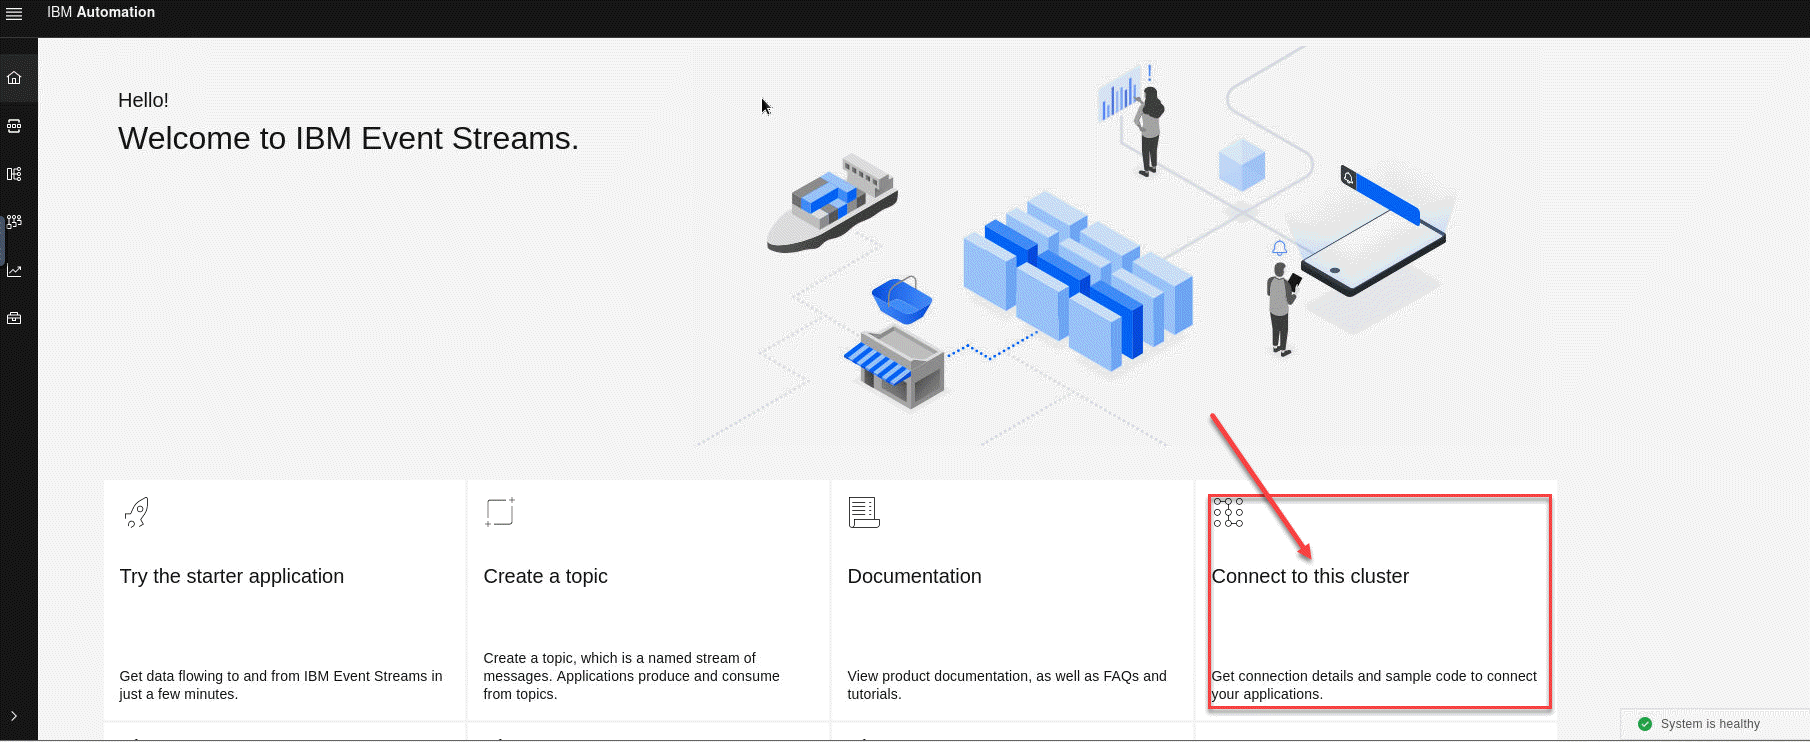 IBM Automation
Hello!
Welcome to IBM Event Streams.
!
Try the starter application
Get data flowing to and from IBM Event Streams in
just a few minutes.
Create a topic
Create a topic, which is a named stream of
messages. Applications produce and consume
from topics.
Documentation
View product documentation, as well as FAQs and
tutorials.
Connect to this cluster
Get connection details and sample code to connect
your applications.
System is healthy